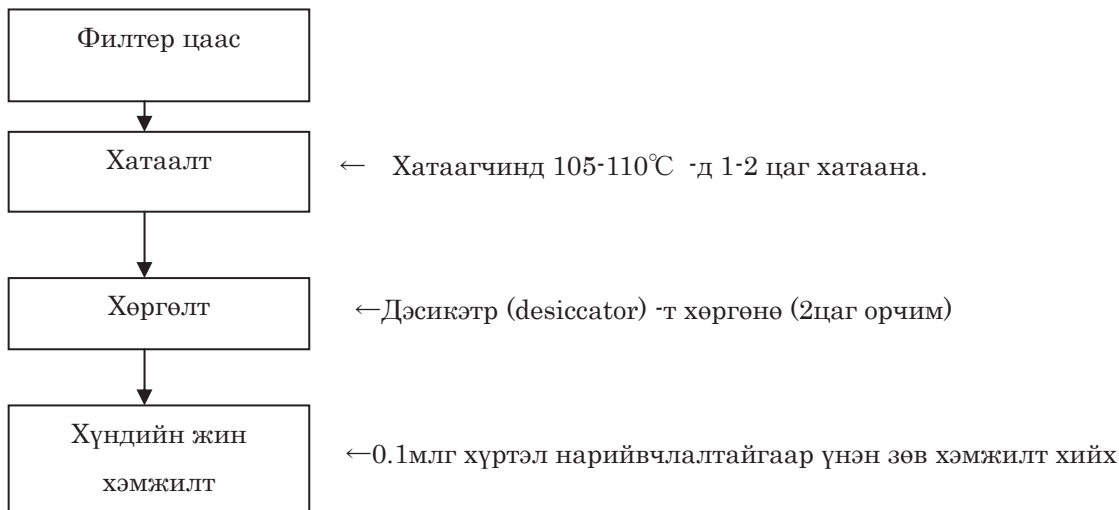 Филтер цаас
Хатаалт
← Хатаагчинд 105-110℃ -д 1-2 цаг хатаана.
Хөргөлт
←Дэсикэтр (desiccator) -т хөргөнө (2цаг орчим)
Хүндийн жин
хэмжилт
←0.1млг хүртэл нарийвчлалтайгаар үнэн зөв хэмжилт хийх